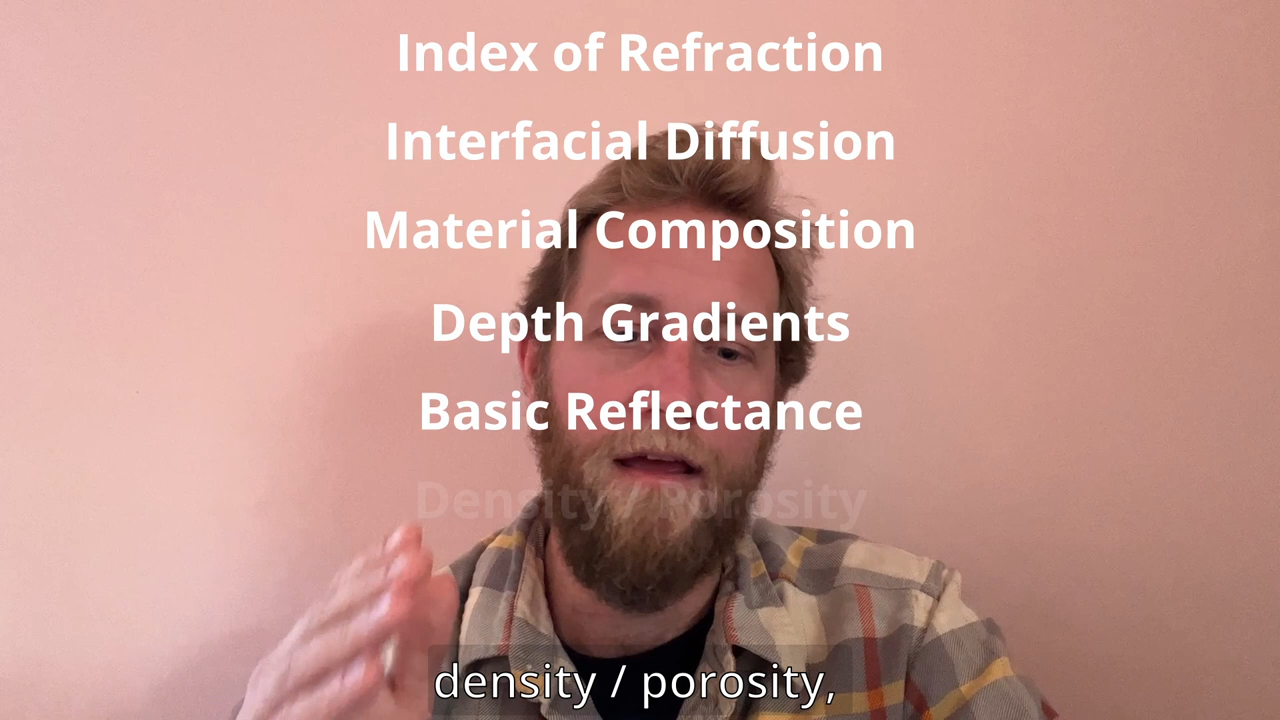 Index of Refraction
Interfacial Diffusion
Material Composition
Depth Gradients
Basic Reflectance
Density / Porosity
density / porosity,